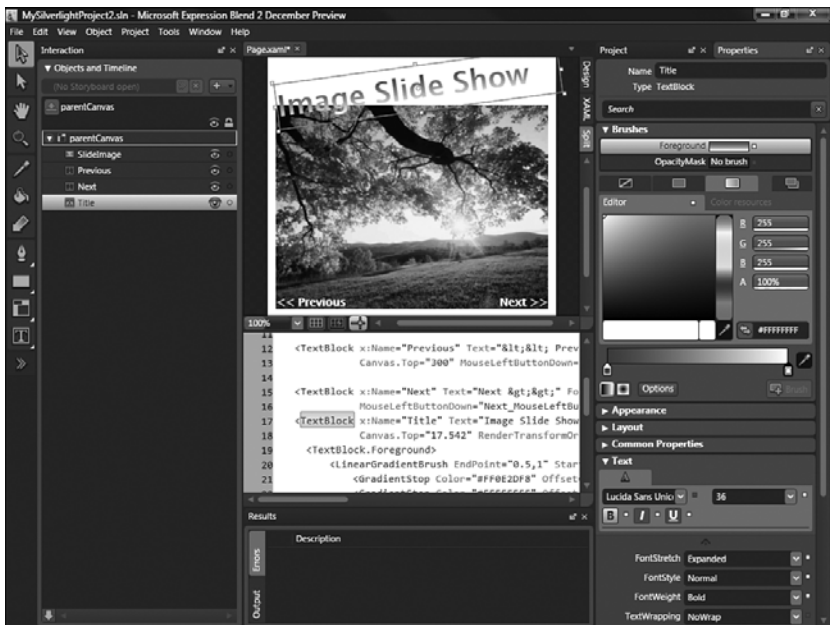 MySilverlightProject2.sln - Microsoft Expression Blend 2 December Preview
File Edit View Object Project Tools Window Help
Interaction
Objects and Timeline
(No Storyboard open)
parentCanvas
parentCanvas
SlideImage
Previous
Next
Title
Page.xaml*
Image Slide Show
<< Previous
Next >>
Design
XAML
Split
100%
11
12 <TextBlock x:Name="Previous" Text="&lt;&lt; Prev
13 Canvas.Top="300" MouseLeftButtonDown=
14
15 <TextBlock x:Name="Next" Text="Next &gt;&gt;" Fo
16 MouseLeftButtonDown="Next_MouseLeftBu
17 <TextBlock x:Name="Title" Text="Image Slide Show
18 Canvas.Top="17.542" RenderTransformOr
19 <TextBlock.Foreground>
20 <LinearGradientBrush EndPoint="0.5,1" Star
21 <GradientStop Color="#FF0E2DF8" Offset=
Results
Errors
Output
Description
Project
Properties
Name Title
Type TextBlock
Search
Brushes
Foreground
OpacityMask No brush
Editor
Color resources
R 255
G 255
B 255
A 100%
#FFFFFFFF
Options
Brush
Appearance
Layout
Common Properties
Text
Lucida Sans Unico
36
B I U
FontStretch Expanded
FontStyle Normal
FontWeight Bold
TextWrapping NoWrap